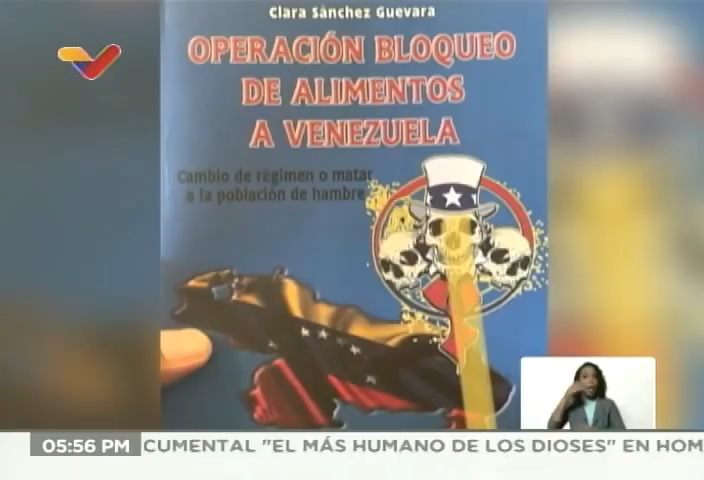 Clara Sánchez Guevara
OPERACIÓN BLOQUEO
DE ALIMENTOS
A VENEZUELA
Cambio de régimen o matar
a la población de hambre
05:56 PM CUMENTAL "EL MÁS HUMANO DE LOS DIOSES" EN HOM